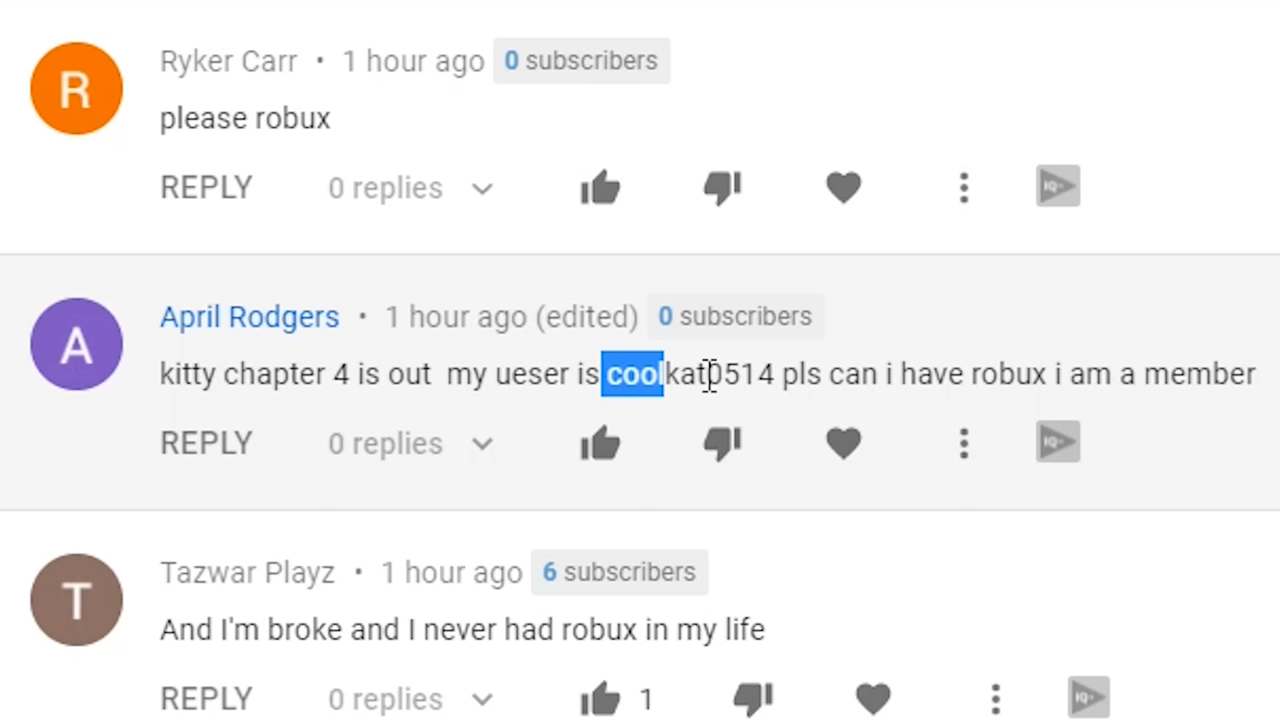 R
Ryker Carr • 1 hour ago 0 subscribers
please robux
REPLY 0 replies
IQ
A
April Rodgers • 1 hour ago (edited) 0 subscribers
kitty chapter 4 is out  my ueser is coolkat0514 pls can i have robux i am a member
REPLY 0 replies
IQ
T
Tazwar Playz • 1 hour ago 6 subscribers
And I'm broke and I never had robux in my life
REPLY 0 replies 1
IQ